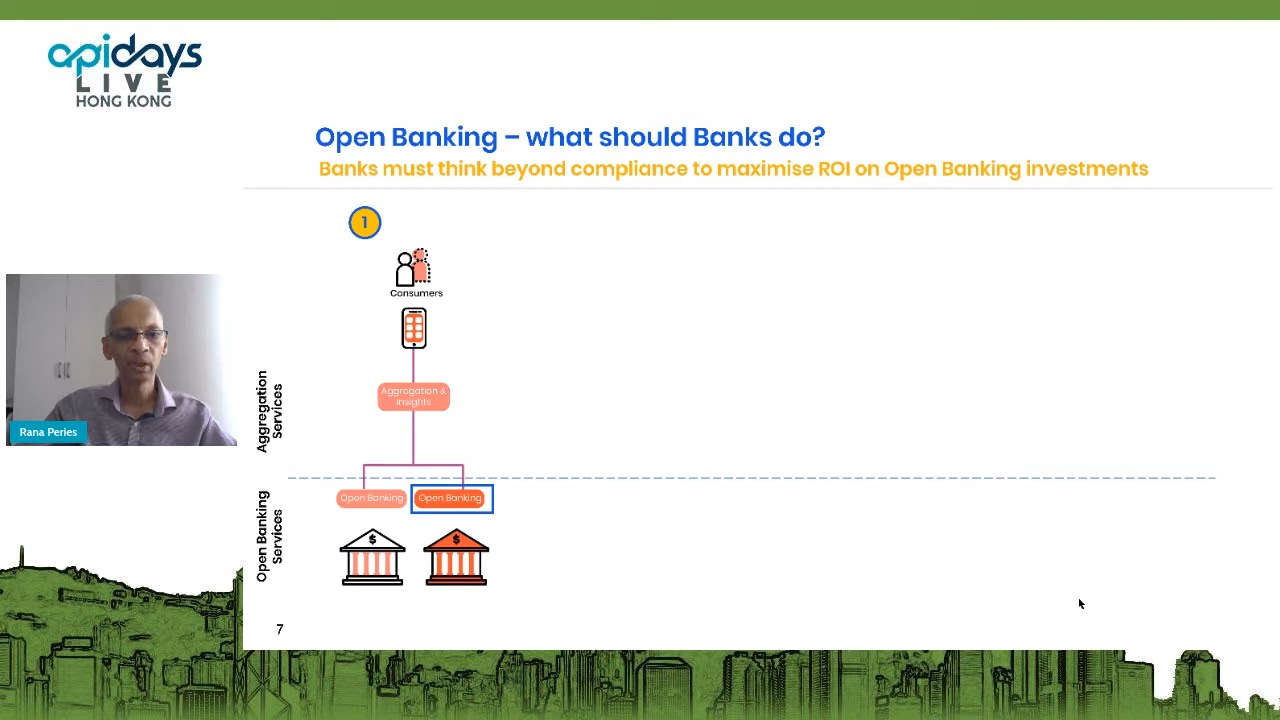 apidays
LIVE
HONG KONG
Open Banking – what should Banks do?
Banks must think beyond compliance to maximise ROI on Open Banking investments
1
Consumers
Aggregation &
Insights
Aggregation
Services
Rana Peries
Open Banking
Open Banking
$
$
Open Banking
Services
7